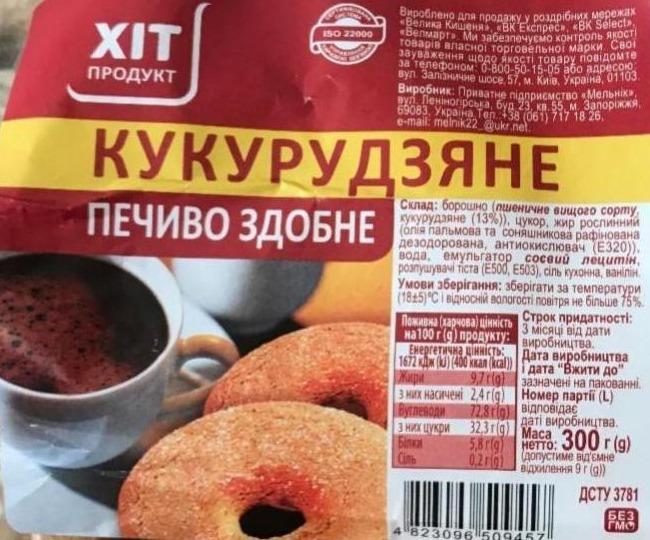 ХІТ
ПРОДУКТ
ISO 22000
Вироблено для продажу у роздрібних мережах
«Велика Кишеня», «ВК Експрес», «ВК Select»,
«Велмарт». Ми забезпечуємо контроль якості
товарів власної торговельної марки. Свої
зауваження щодо якості товару повідомте
за телефоном: 0-800-50-15-05 або адресою:
вул. Залізничне шосе, 57, м. Київ, Україна, 01103.
Виробник: Приватне підприємство «Мельнік»,
вул. Леніногірська, буд. 23, кв. 55, м. Запоріжжя,
69083, Україна, Тел.:+38 (061) 717 18 26,
e-mail: melnik22_@ukr.net.
КУКУРУДЗЯНЕ
ПЕЧИВО ЗДОБНЕ
Склад: борошно (пшеничне вищого сорту,
кукурудзяне (13%)), цукор, жир рослинний
(олія пальмова та соняшникова рафінована
дезодорована, антиокислювач (Е320)),
вода, емульгатор соєвий лецитин,
розпушувачі тіста (Е500, Е503), сіль кухонна, ванілін.
Умови зберігання: зберігати за температури
(18±5)°С і відносній вологості повітря не більше 75%.
Поживна (харчова) цінність
на 100 г (g) продукту:
Енергетична цінність:
1672 кДж (kJ) (400 ккал (kcal))
Жири 9,7 г (g)
з них насичені 2,4 г (g)
Вуглеводи 72,8 г (g)
з них цукри 32,3 г (g)
Білки 5,8 г (g)
Сіль 0,2 г (g)
Строк придатності:
3 місяці від дати
виробництва.
Дата виробництва
і дата "Вжити до"
зазначені на пакованні.
Номер партії (L)
відповідає
даті виробництва.
Маса нетто: 300 г (g)
(допустиме від'ємне
відхилення 9 г (g))
ДСТУ 3781
БЕЗ
ГМО
4 823096 509457